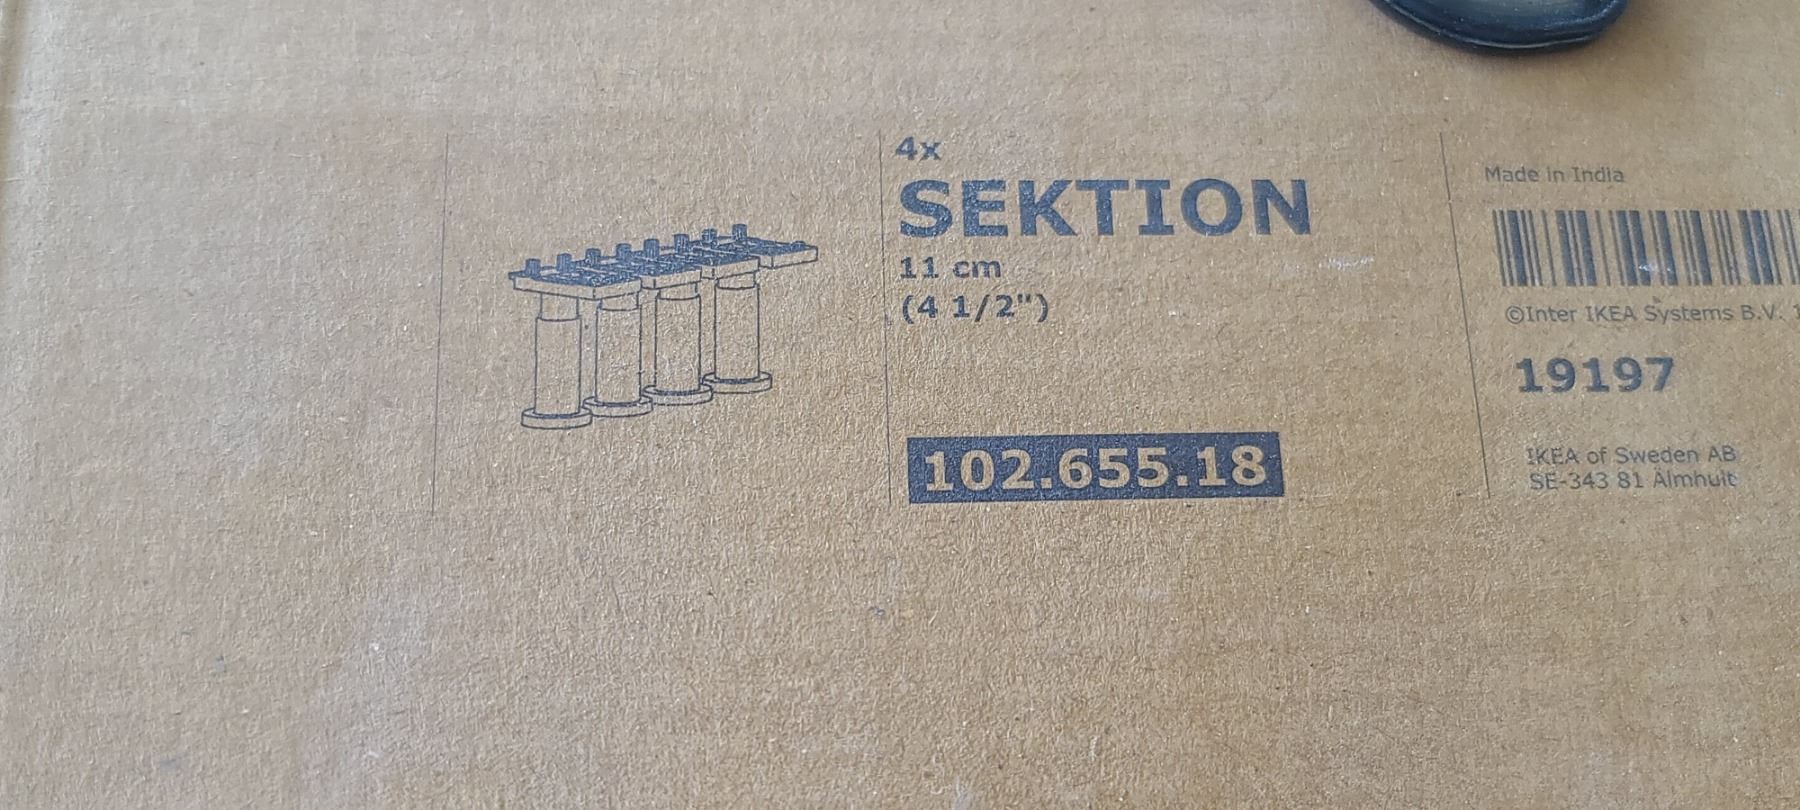 4x
SEKTION
11 cm
(4 1/2")
102.655.18
Made in India
©Inter IKEA Systems B.V.
19197
IKEA of Sweden AB
SE-343 81 Älmhult